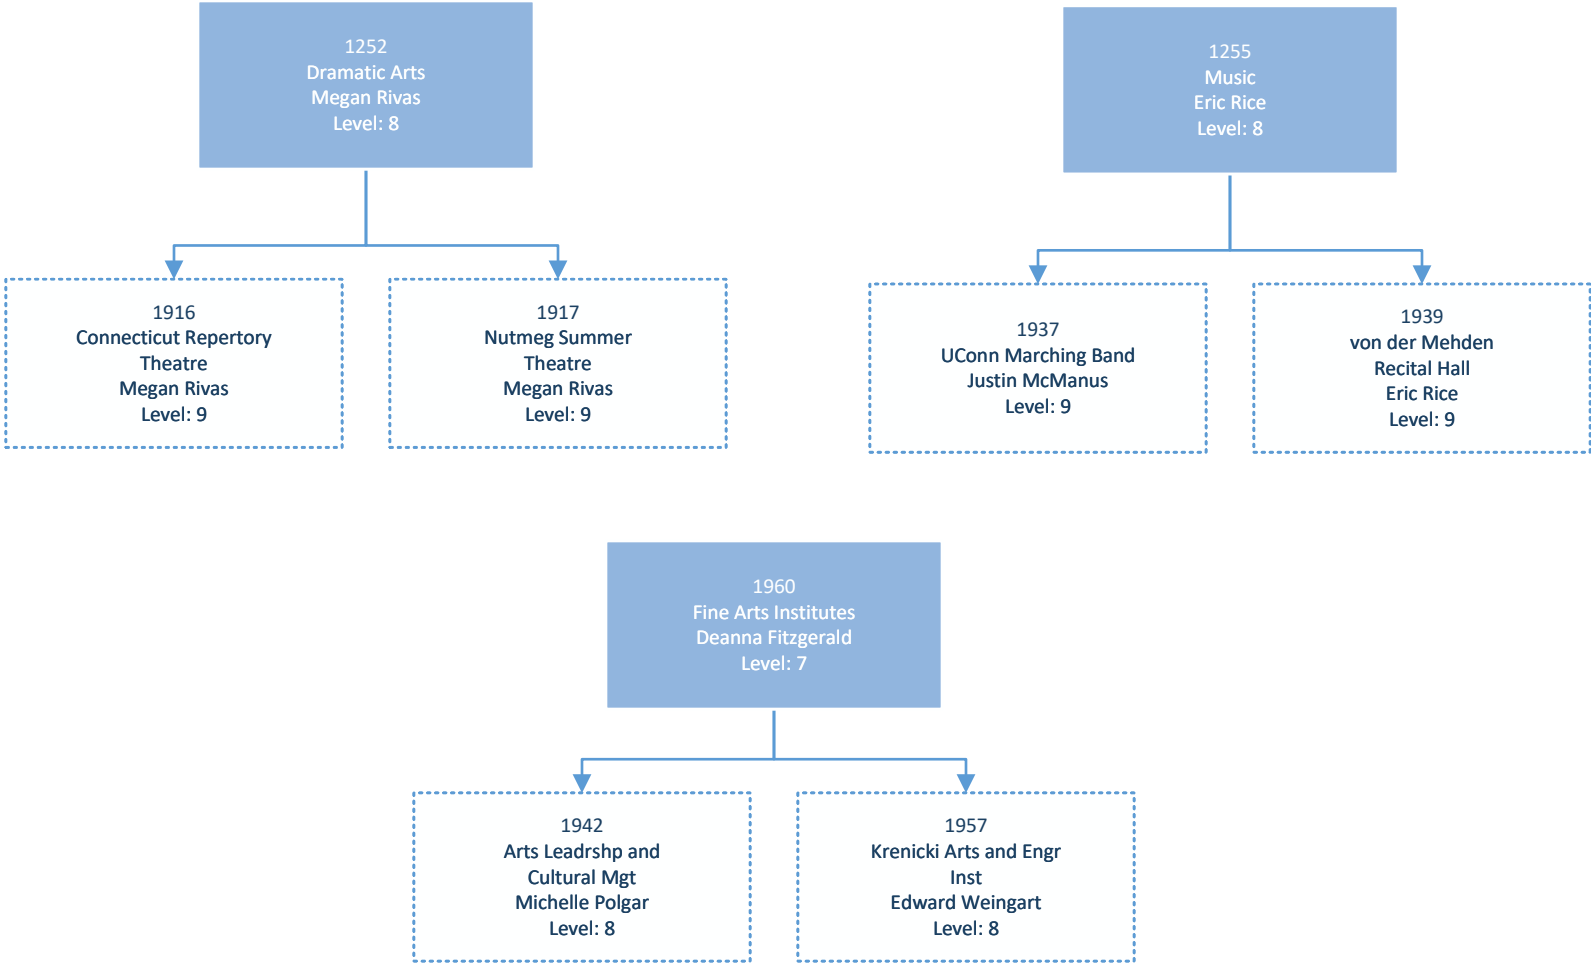 1252
Dramatic Arts
Megan Rivas
Level: 8
1255
Music
Eric Rice
Level: 8
1916
Connecticut Repertory
Theatre
Megan Rivas
Level: 9
1917
Nutmeg Summer
Theatre
Megan Rivas
Level: 9
1937
UConn Marching Band
Justin McManus
Level: 9
1939
von der Mehden
Recital Hall
Eric Rice
Level: 9
1960
Fine Arts Institutes
Deanna Fitzgerald
Level: 7
1942
Arts Leadrshp and
Cultural Mgt
Michelle Polgar
Level: 8
1957
Krenicki Arts and Engr
Inst
Edward Weingart
Level: 8